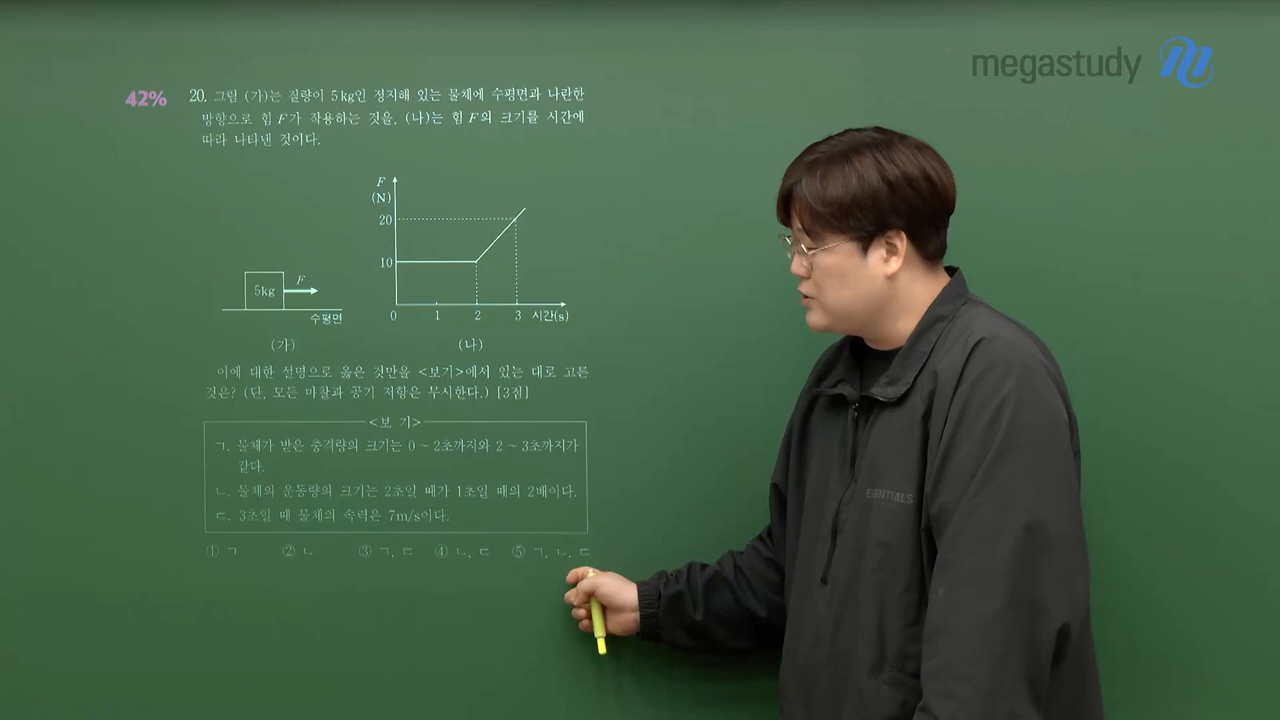 megastudy
42%
20. 그림 (가)는 질량이 5kg인 정지해 있는 물체에 수평면과 나란한
방향으로 힘 F가 작용하는 것을, (나)는 힘 F의 크기를 시간에
따라 나타낸 것이다.
F
(N)
20
10
0 1 2 3 시간(s)
5kg
F
수평면
(가)
(나)
이에 대한 설명으로 옳은 것만을 <보기>에서 있는 대로 고른
것은? (단, 모든 마찰과 공기 저항은 무시한다.) [3점]
<보 기>
ㄱ. 물체가 받은 충격량의 크기는 0 ~ 2초까지와 2 ~ 3초까지가
같다.
ㄴ. 물체의 운동량의 크기는 2초일 때가 1초일 때의 2배이다.
ㄷ. 3초일 때 물체의 속력은 7m/s이다.
① ㄱ ② ㄴ ③ ㄱ, ㄷ ④ ㄴ, ㄷ ⑤ ㄱ, ㄴ, ㄷ
ESSENTIALS